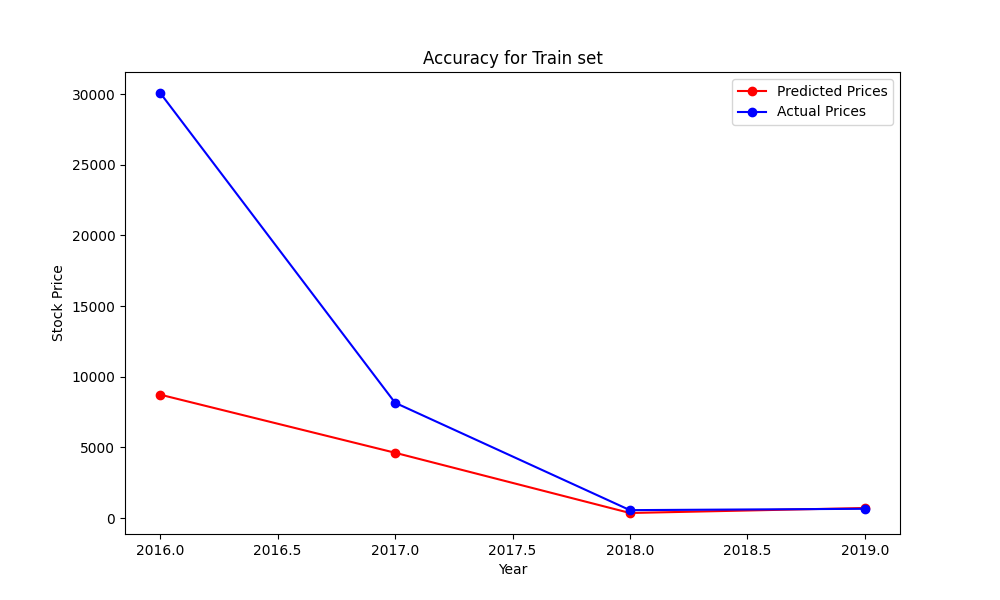 Accuracy for Train set
Predicted Prices
Actual Prices
30000
25000
20000
15000
10000
5000
0
Stock Price
2016.0 2016.5 2017.0 2017.5 2018.0 2018.5 2019.0
Year